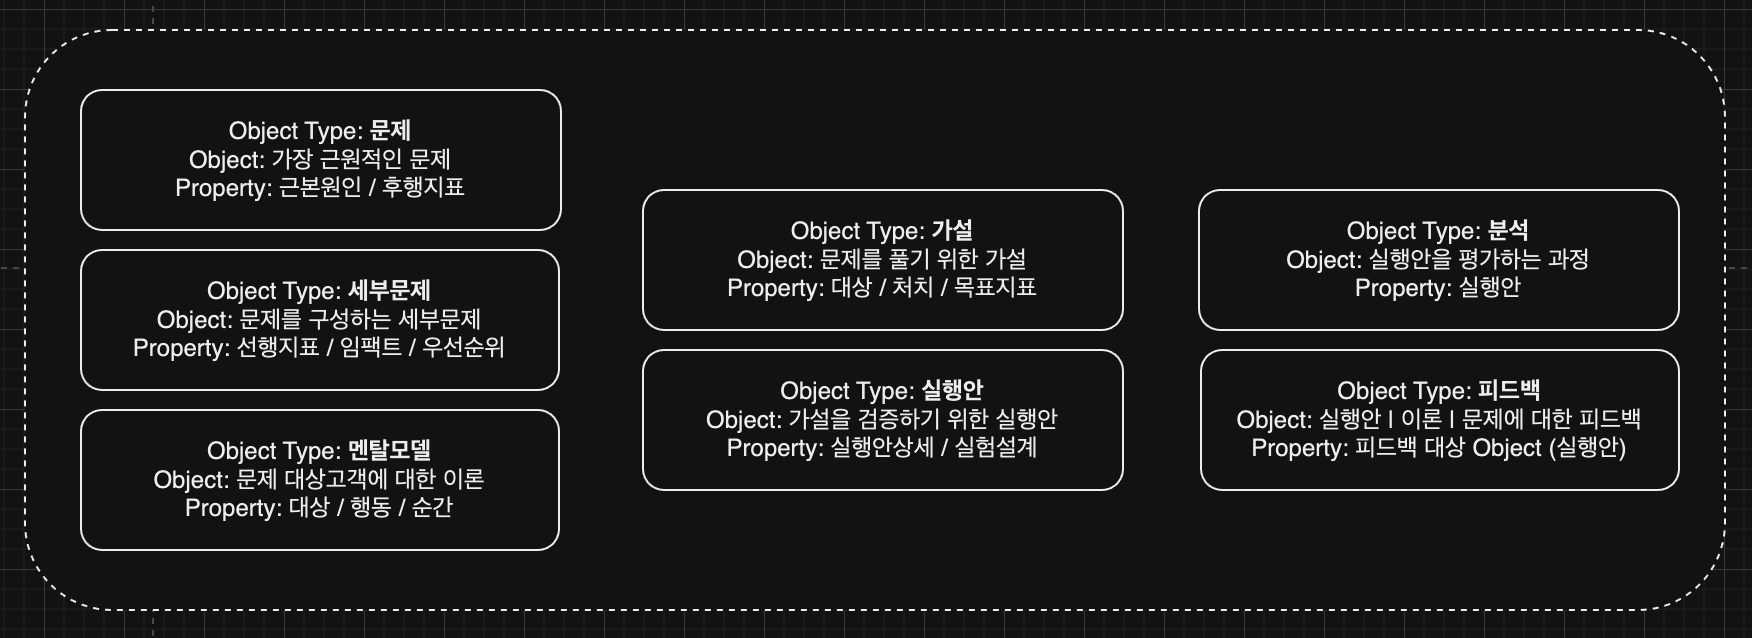 Object Type: 문제
Object: 가장 근원적인 문제
Property: 근본원인 / 후행지표
Object Type: 세부문제
Object: 문제를 구성하는 세부문제
Property: 선행지표 / 임팩트 / 우선순위
Object Type: 멘탈모델
Object: 문제 대상고객에 대한 이론
Property: 대상 / 행동 / 순간
Object Type: 가설
Object: 문제를 풀기 위한 가설
Property: 대상 / 처치 / 목표지표
Object Type: 실행안
Object: 가설을 검증하기 위한 실행안
Property: 실행안상세 / 실험설계
Object Type: 분석
Object: 실행안을 평가하는 과정
Property: 실행안
Object Type: 피드백
Object: 실행안 | 이론 | 문제에 대한 피드백
Property: 피드백 대상 Object (실행안)